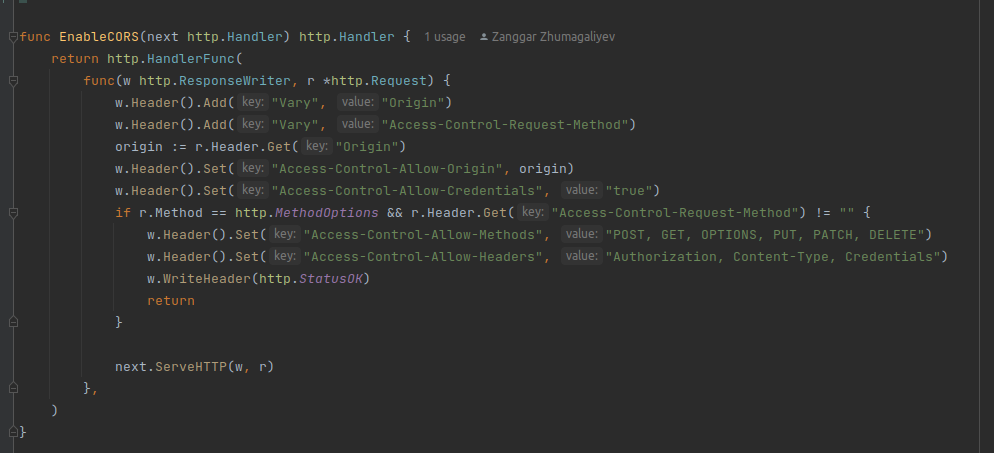 func EnableCORS(next http.Handler) http.Handler { 1 usage Zanggar Zhumagaliyev
return http.HandlerFunc(
func(w http.ResponseWriter, r *http.Request) {
w.Header().Add( key: "Vary", value: "Origin")
w.Header().Add( key: "Vary", value: "Access-Control-Request-Method")
origin := r.Header.Get( key: "Origin")
w.Header().Set( key: "Access-Control-Allow-Origin", origin)
w.Header().Set( key: "Access-Control-Allow-Credentials", value: "true")
if r.Method == http.MethodOptions && r.Header.Get( key: "Access-Control-Request-Method") != "" {
w.Header().Set( key: "Access-Control-Allow-Methods", value: "POST, GET, OPTIONS, PUT, PATCH, DELETE")
w.Header().Set( key: "Access-Control-Allow-Headers", value: "Authorization, Content-Type, Credentials")
w.WriteHeader(http.StatusOK)
return
}
next.ServeHTTP(w, r)
},
)
}